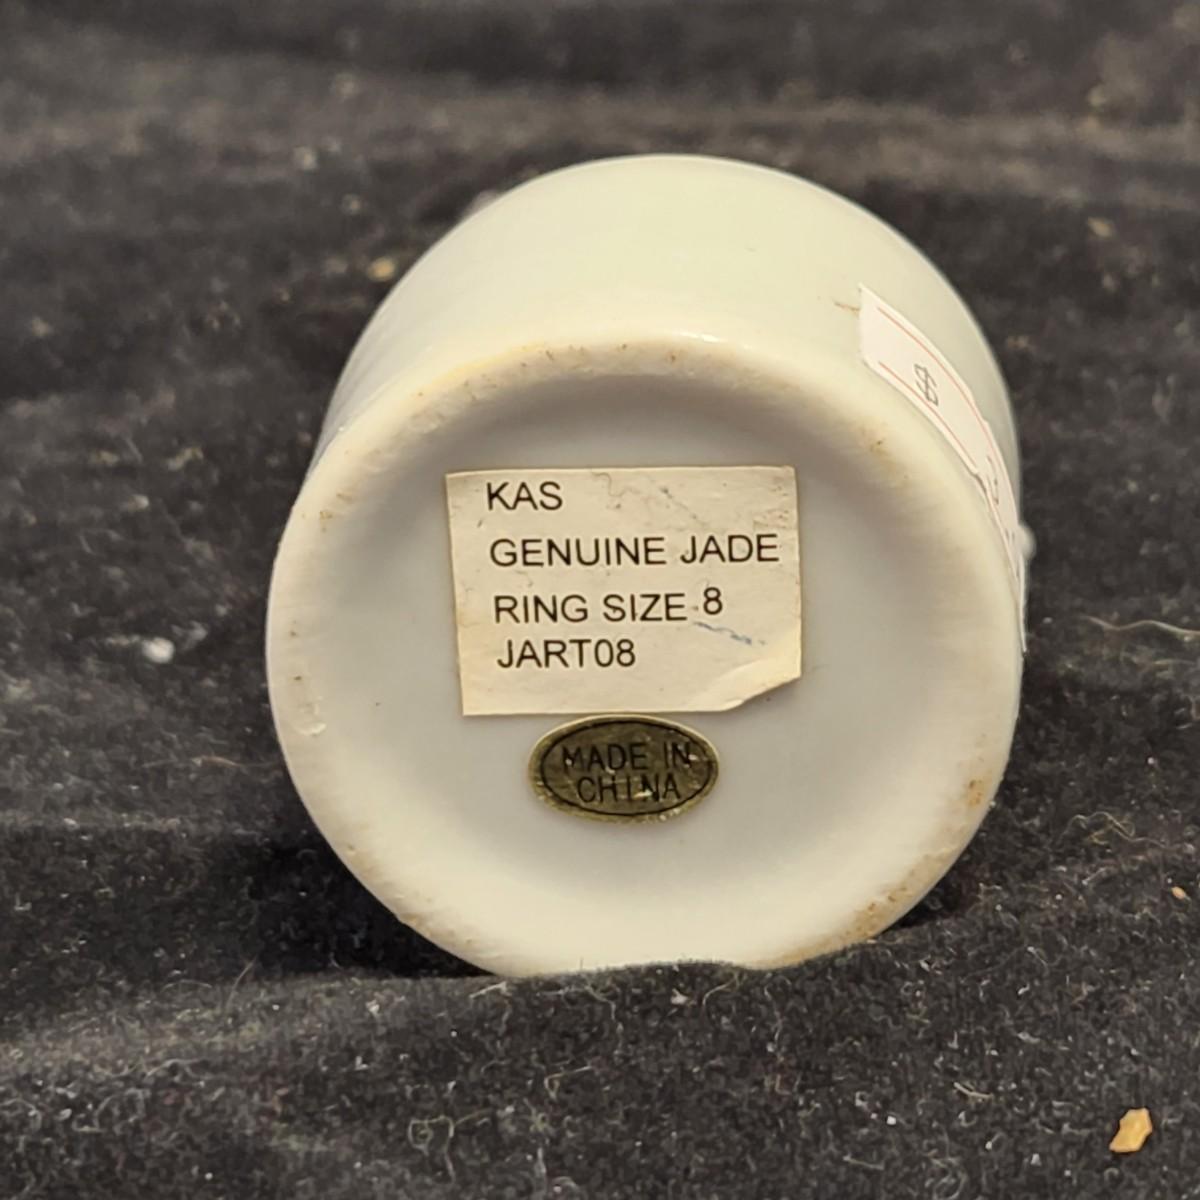 KAS
GENUINE JADE
RING SIZE 8
JART08
MADE IN
CHINA
$